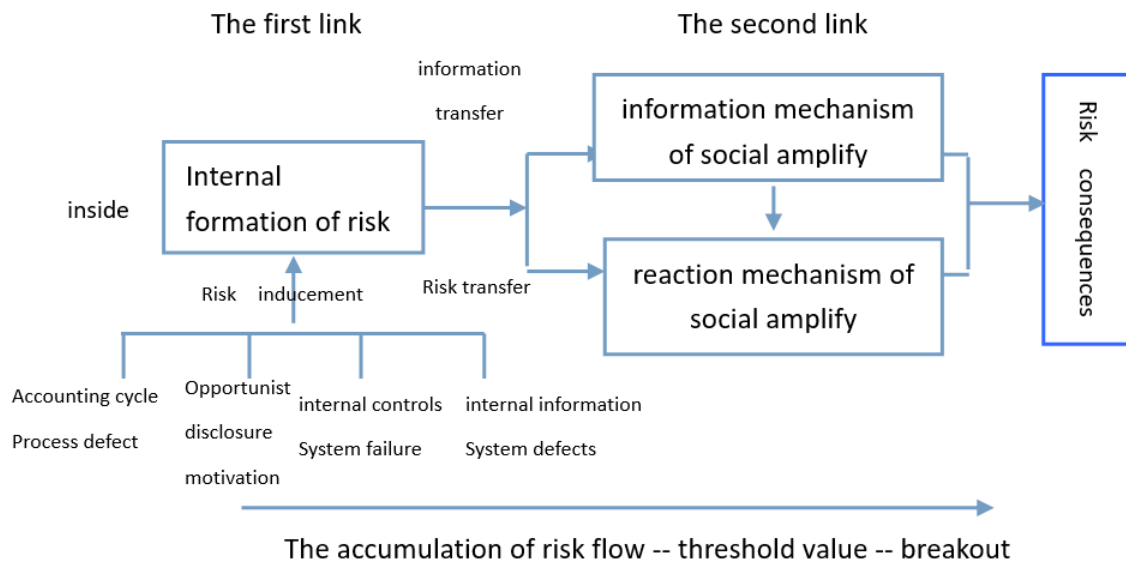 The first link
The second link
information
transfer
information mechanism
of social amplify
Risk consequences
Internal
formation of risk
inside
reaction mechanism of
social amplify
Risk inducement
Risk transfer
Accounting cycle
Process defect
Opportunist
disclosure
motivation
internal controls
System failure
internal information
System defects
The accumulation of risk flow -- threshold value -- breakout